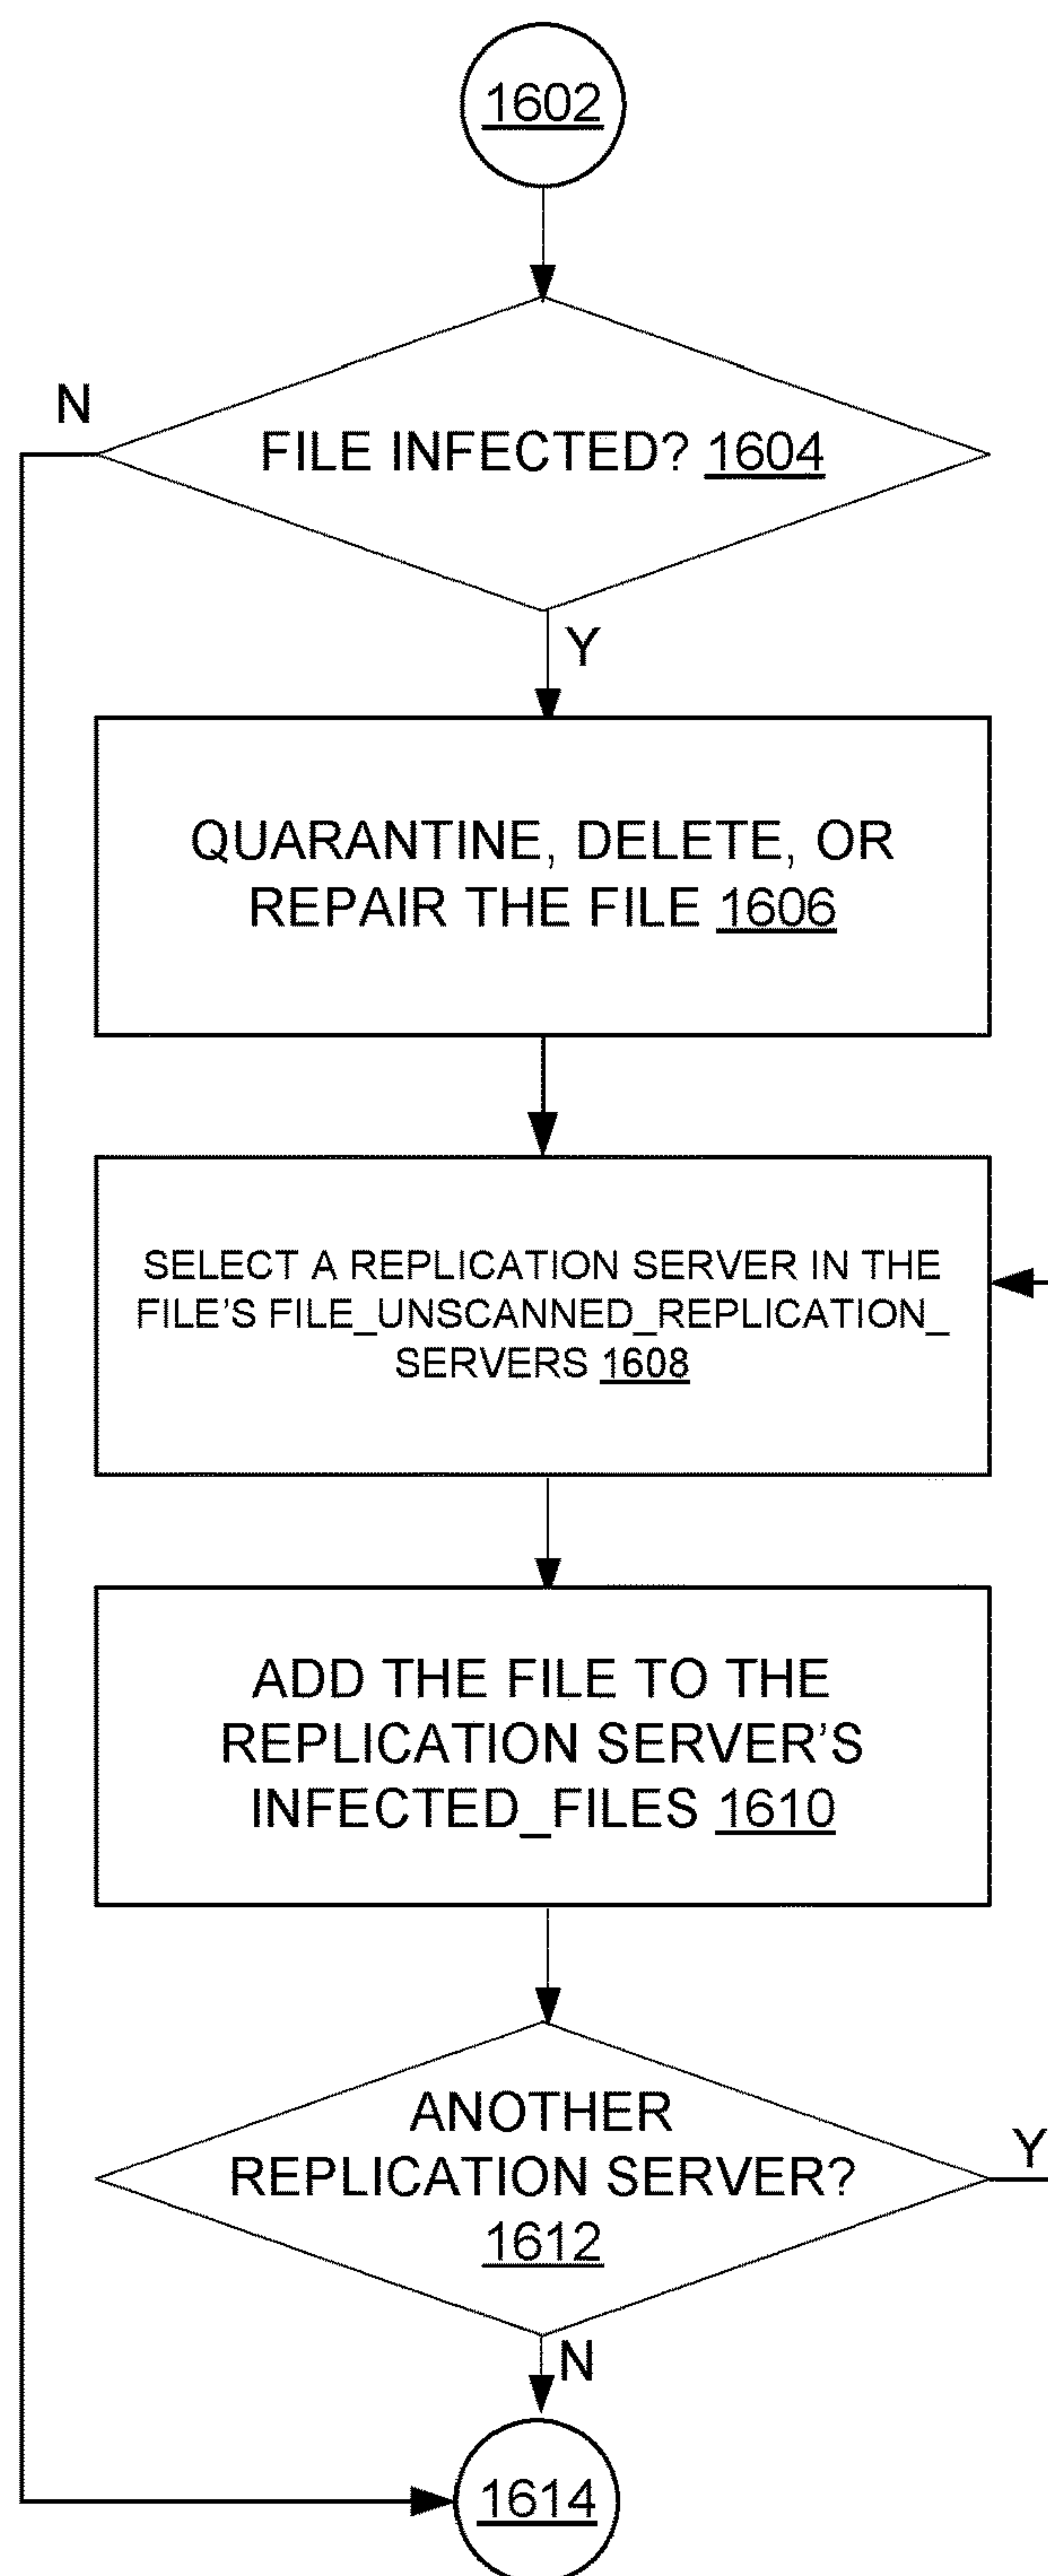 1602
N
FILE INFECTED? 1604
Y
QUARANTINE, DELETE, OR
REPAIR THE FILE 1606
SELECT A REPLICATION SERVER IN THE
FILE'S FILE_UNSCANNED_REPLICATION_
SERVERS 1608
ADD THE FILE TO THE
REPLICATION SERVER'S
INFECTED_FILES 1610
ANOTHER
REPLICATION SERVER?
1612
Y
N
1614